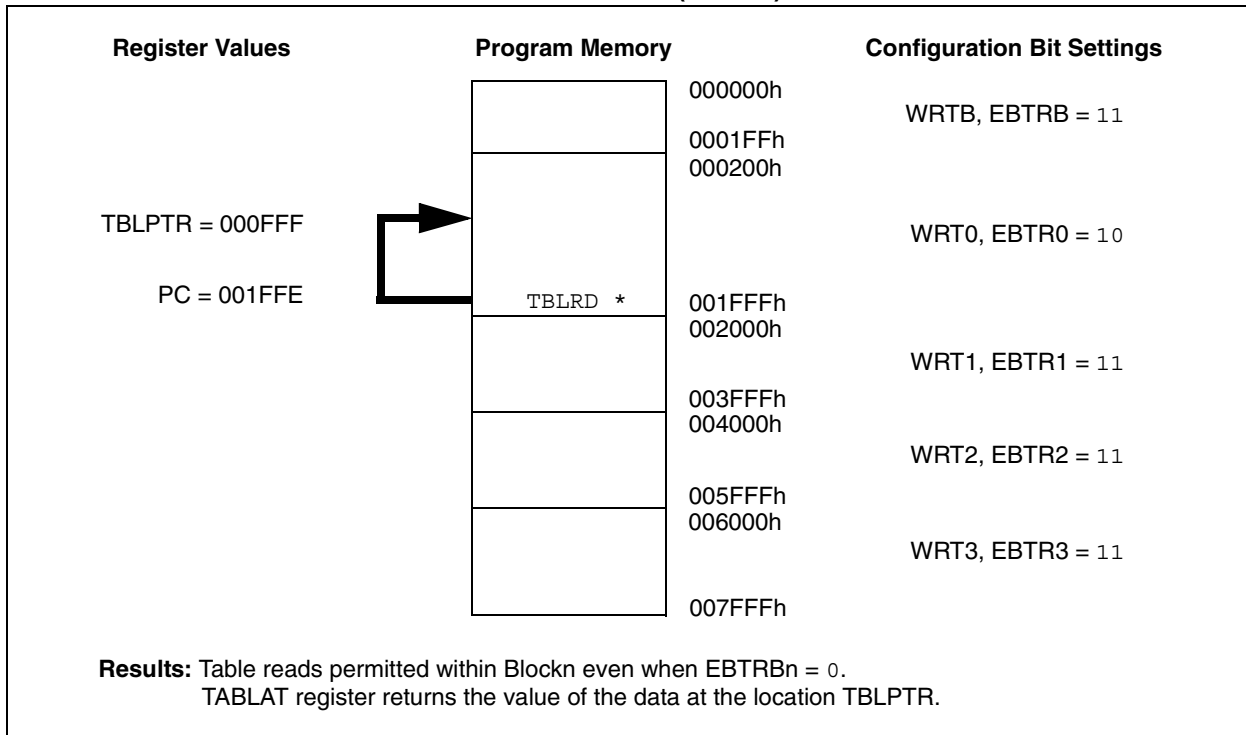 Register Values Program Memory Configuration Bit Settings
000000h
WRTB, EBTRB = 11
0001FFh
000200h
TBLPTR = 000FFF
WRT0, EBTR0 = 10
PC = 001FFE
TBLRD *
001FFFh
002000h
WRT1, EBTR1 = 11
003FFFh
004000h
WRT2, EBTR2 = 11
005FFFh
006000h
WRT3, EBTR3 = 11
007FFFh
Results: Table reads permitted within Blockn even when EBTRBn = 0.
TABLAT register returns the value of the data at the location TBLPTR.